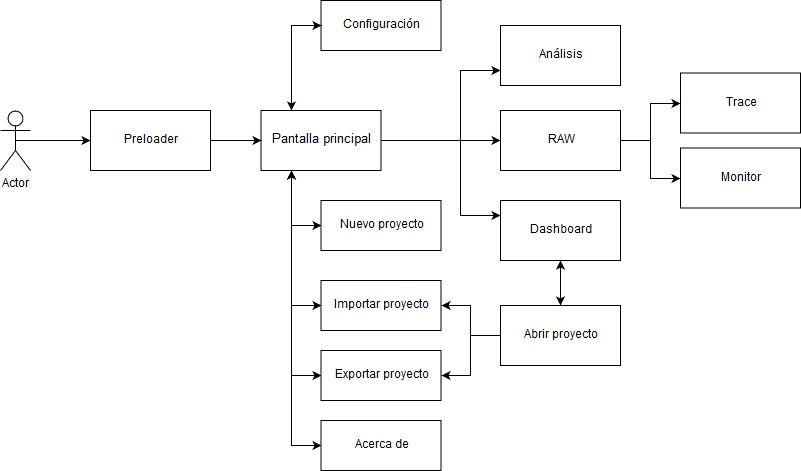 Configuración
Análisis
Trace
Preloader
Pantalla principal
RAW
Monitor
Actor
Nuevo proyecto
Dashboard
Importar proyecto
Abrir proyecto
Exportar proyecto
Acerca de